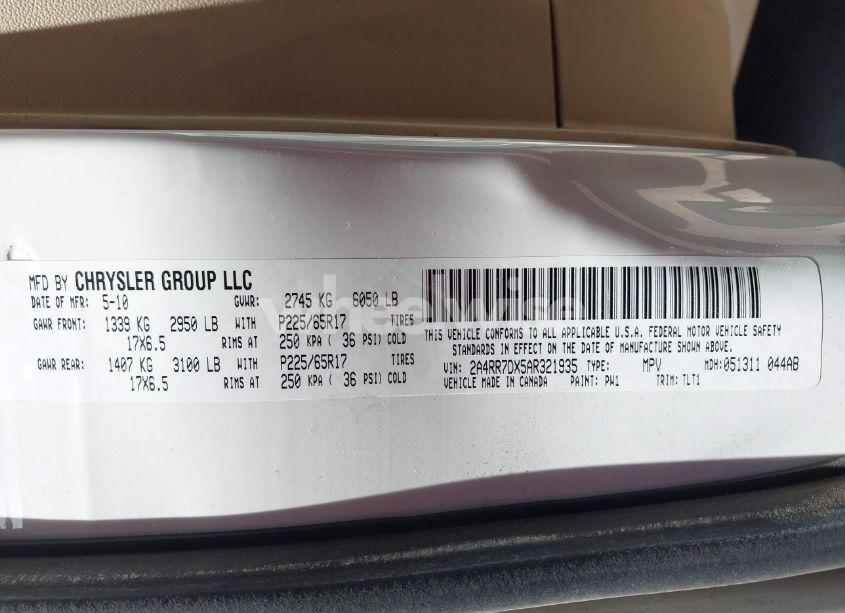 MFD BY CHRYSLER GROUP LLC
DATE OF MFR: 5-10 GVWR: 2745 KG 6050 LB
GAWR FRONT: 1339 KG 2950 LB WITH P225/65R17 TIRES
17X6.5 RIMS AT 250 KPA ( 36 PSI) COLD
GAWR REAR: 1407 KG 3100 LB WITH P225/65R17 TIRES
17X6.5 RIMS AT 250 KPA ( 36 PSI) COLD
THIS VEHICLE CONFORMS TO ALL APPLICABLE U.S.A. FEDERAL MOTOR VEHICLE SAFETY
STANDARDS IN EFFECT ON THE DATE OF MANUFACTURE SHOWN ABOVE.
VIN: 2A4RR7DX5AR321935 TYPE: MPV MDH:051311 044AB
VEHICLE MADE IN CANADA PAINT: PW1 TRIM: TLT1
wheelwise